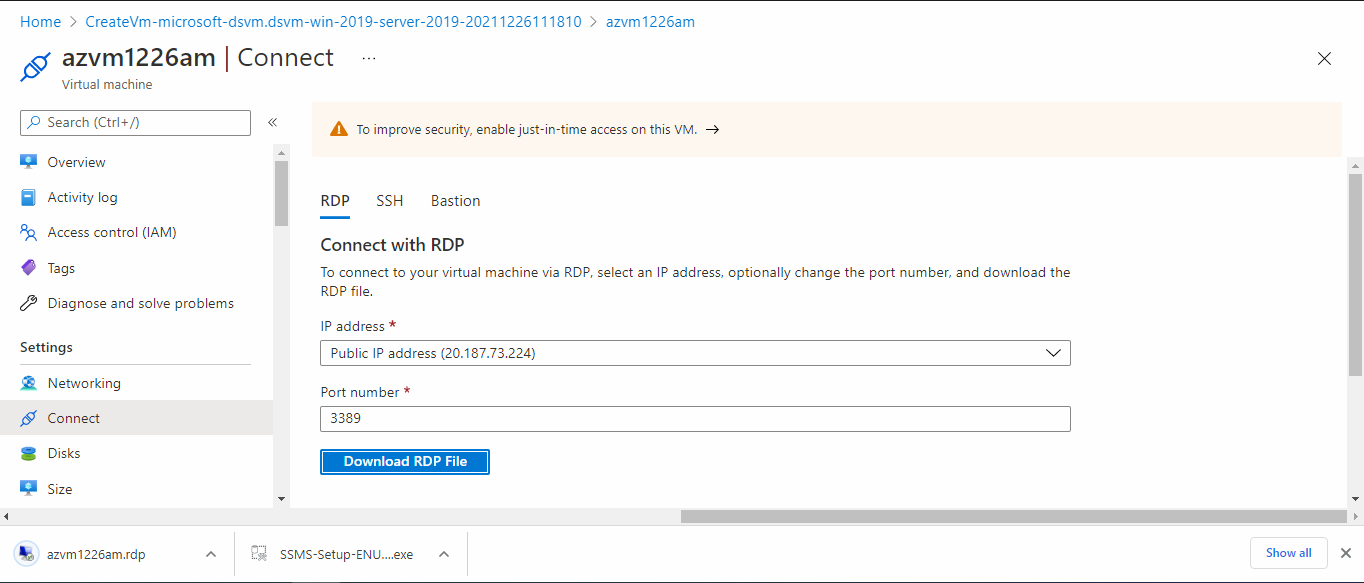 Home > CreateVm-microsoft-dsvm.dsvm-win-2019-server-2019-20211226111810 > azvm1226am
azvm1226am | Connect ...
Virtual machine
Search (Ctrl+/)
Overview
Activity log
Access control (IAM)
Tags
Diagnose and solve problems
Settings
Networking
Connect
Disks
Size
To improve security, enable just-in-time access on this VM. →
RDP SSH Bastion
Connect with RDP
To connect to your virtual machine via RDP, select an IP address, optionally change the port number, and download the
RDP file.
IP address *
Public IP address (20.187.73.224)
Port number *
3389
Download RDP File
azvm1226am.rdp
SSMS-Setup-ENU....exe
Show all